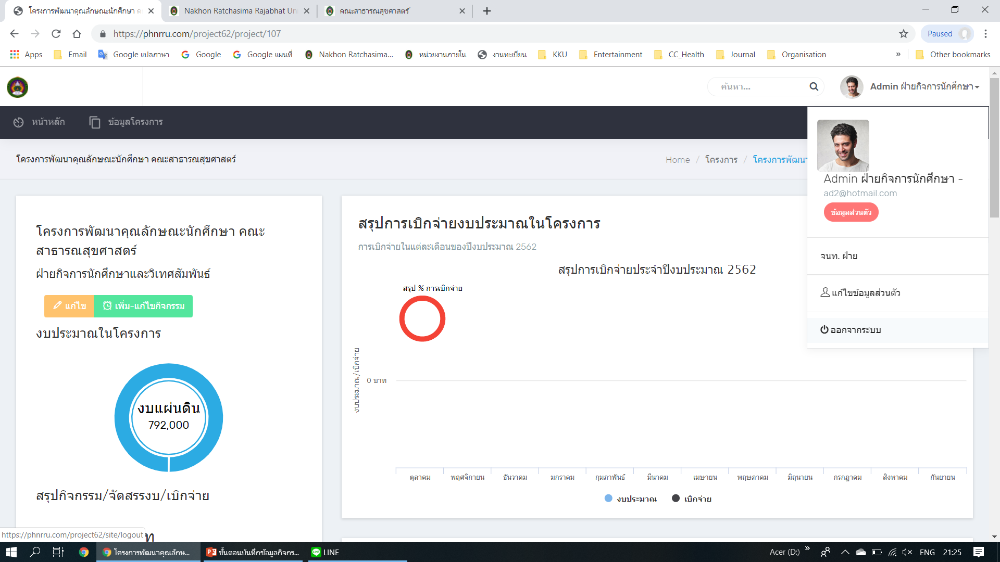 โครงการพัฒนาคุณลักษณะนักศึกษา ค
Nakhon Ratchasima Rajabhat Uni
คณะสาธารณสุขศาสตร์
https://phnrru.com/project62/project/107
Paused
Apps
Email
Google แปลภาษา
Google
Google แผนที่
Nakhon Ratchasima...
หน่วยงานภายใน
งานทะเบียน
KKU
Entertainment
CC_Health
Journal
Organisation
»
Other bookmarks
ค้นหา...
Admin ฝ่ายกิจการนักศึกษา
หน้าหลัก
ข้อมูลโครงการ
โครงการพัฒนาคุณลักษณะนักศึกษา คณะสาธารณสุขศาสตร์
Home / โครงการ / โครงการพัฒนา
Admin ฝ่ายกิจการนักศึกษา -
ad2@hotmail.com
ข้อมูลส่วนตัว
จนท. ฝ่าย
แก้ไขข้อมูลส่วนตัว
ออกจากระบบ
โครงการพัฒนาคุณลักษณะนักศึกษา คณะ
สาธารณสุขศาสตร์
ฝ่ายกิจการนักศึกษาและวิเทศสัมพันธ์
แก้ไข
เพิ่ม-แก้ไขกิจกรรม
งบประมาณในโครงการ
งบแผ่นดิน
792,000
สรุปกิจกรรม/จัดสรรงบ/เบิกจ่าย
สรุปการเบิกจ่ายงบประมาณในโครงการ
การเบิกจ่ายในแต่ละเดือนของปีงบประมาณ 2562
สรุปการเบิกจ่ายประจำปีงบประมาณ 2562
สรุป % การเบิกจ่าย
งบประมาณ/เบิกจ่าย
0 บาท
ตุลาคม พฤศจิกายน ธันวาคม มกราคม กุมภาพันธ์ มีนาคม เมษายน พฤษภาคม มิถุนายน กรกฎาคม สิงหาคม กันยายน
งบประมาณ
เบิกจ่าย
https://phnrru.com/project62/site/logout
โครงการพัฒนาคุณลักษ...
ขั้นตอนบันทึกข้อมูลกิจกร...
LINE
Acer (D:)
»
ENG
21:25